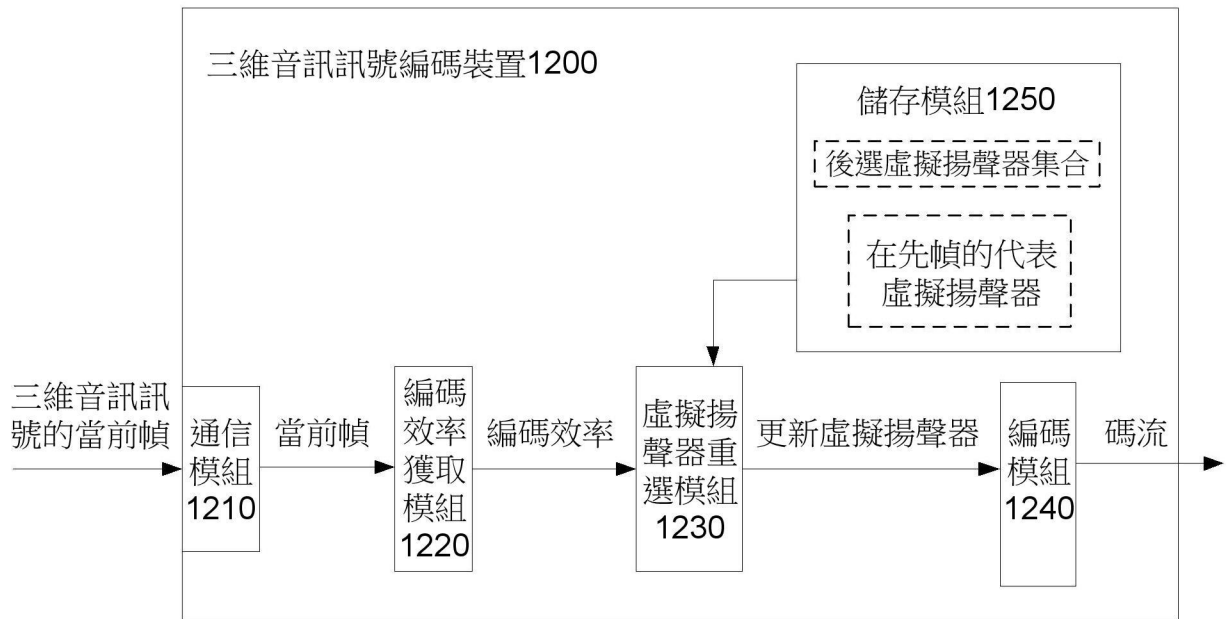 三維音訊訊號編碼裝置1200
儲存模組1250
後選虛擬揚聲器集合
在先幀的代表
虛擬揚聲器
三維音訊訊
號的當前幀
通信
模組
1210
當前幀
編碼
效率
獲取
模組
1220
編碼效率
虛擬揚
聲器重
選模組
1230
更新虛擬揚聲器
編碼
模組
1240
碼流